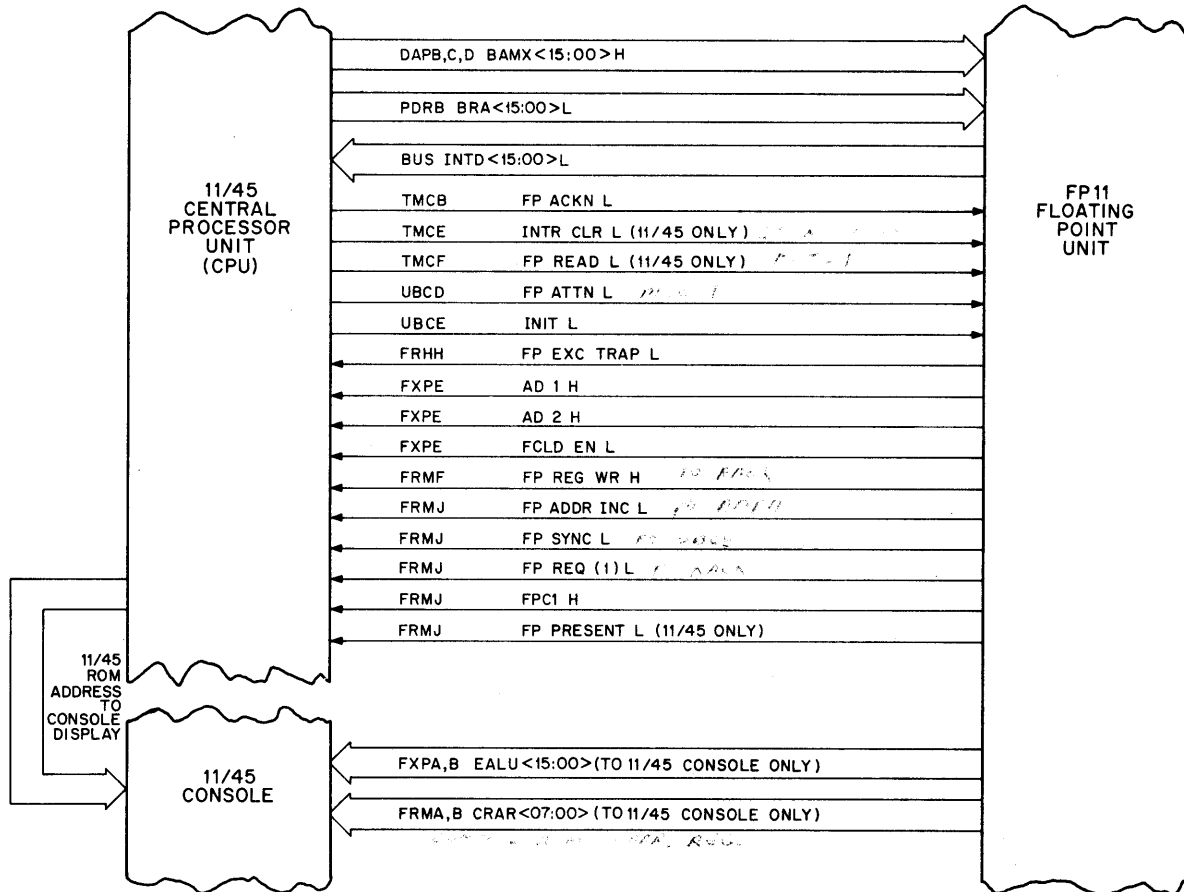 DAPB,C,D BAMX<15:00>H
PDRB BRA<15:00>L
BUS INTD<15:00>L
11/45
CENTRAL
PROCESSOR
UNIT
(CPU)
FP11
FLOATING
POINT
UNIT
TMCB FP ACKN L
TMCE INTR CLR L (11/45 ONLY)
TMCF FP READ L (11/45 ONLY)
UBCD FP ATTN L
UBCE INIT L
FRHH FP EXC TRAP L
FXPE AD 1 H
FXPE AD 2 H
FXPE FCLD EN L
FRMF FP REG WR H
FRMJ FP ADDR INC L
FRMJ FP SYNC L
FRMJ FP REQ (1) L
FRMJ FPC1 H
FRMJ FP PRESENT L (11/45 ONLY)
11/45
ROM
ADDRESS
TO
CONSOLE
DISPLAY
11/45
CONSOLE
FXPA,B EALU<15:00>(TO 11/45 CONSOLE ONLY)
FRMA,B CRAR<07:00>(TO 11/45 CONSOLE ONLY)